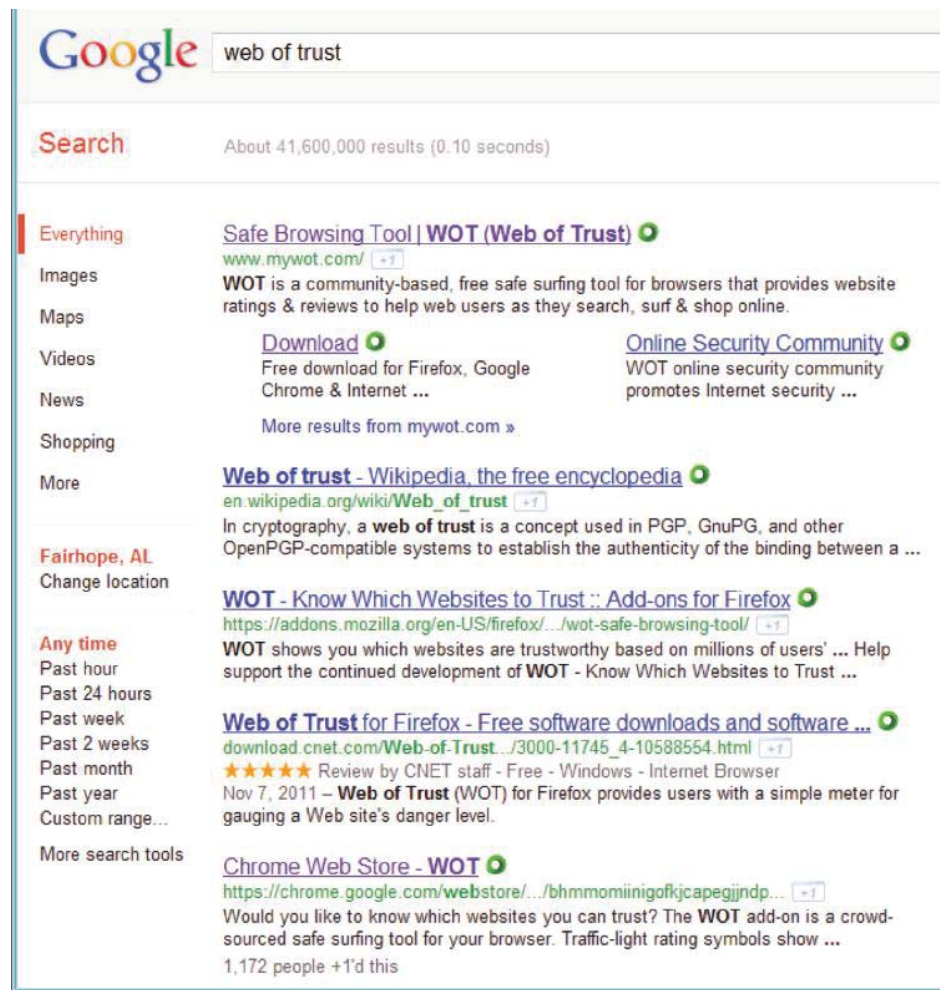 Google web of trust
Search About 41,600,000 results (0.10 seconds)
Everything
Images
Maps
Videos
News
Shopping
More
Fairhope, AL
Change location
Any time
Past hour
Past 24 hours
Past week
Past 2 weeks
Past month
Past year
Custom range...
More search tools
Safe Browsing Tool | WOT (Web of Trust)
www.mywot.com/ +1
WOT is a community-based, free safe surfing tool for browsers that provides website
ratings & reviews to help web users as they search, surf & shop online.
Download
Free download for Firefox, Google
Chrome & Internet ...
Online Security Community
WOT online security community
promotes Internet security ...
More results from mywot.com »
Web of trust - Wikipedia, the free encyclopedia
en.wikipedia.org/wiki/Web_of_trust +1
In cryptography, a web of trust is a concept used in PGP, GnuPG, and other
OpenPGP-compatible systems to establish the authenticity of the binding between a ...
WOT - Know Which Websites to Trust :: Add-ons for Firefox
https://addons.mozilla.org/en-US/firefox/.../wot-safe-browsing-tool/ +1
WOT shows you which websites are trustworthy based on millions of users' ... Help
support the continued development of WOT - Know Which Websites to Trust ...
Web of Trust for Firefox - Free software downloads and software ...
download.cnet.com/Web-of-Trust.../3000-11745_4-10588554.html +1
★★★★★ Review by CNET staff - Free - Windows - Internet Browser
Nov 7, 2011 – Web of Trust (WOT) for Firefox provides users with a simple meter for
gauging a Web site's danger level.
Chrome Web Store - WOT
https://chrome.google.com/webstore/.../bhmmomiinigofkjcapegjjndp... +1
Would you like to know which websites you can trust? The WOT add-on is a crowd-
sourced safe surfing tool for your browser. Traffic-light rating symbols show ...
1,172 people +1'd this